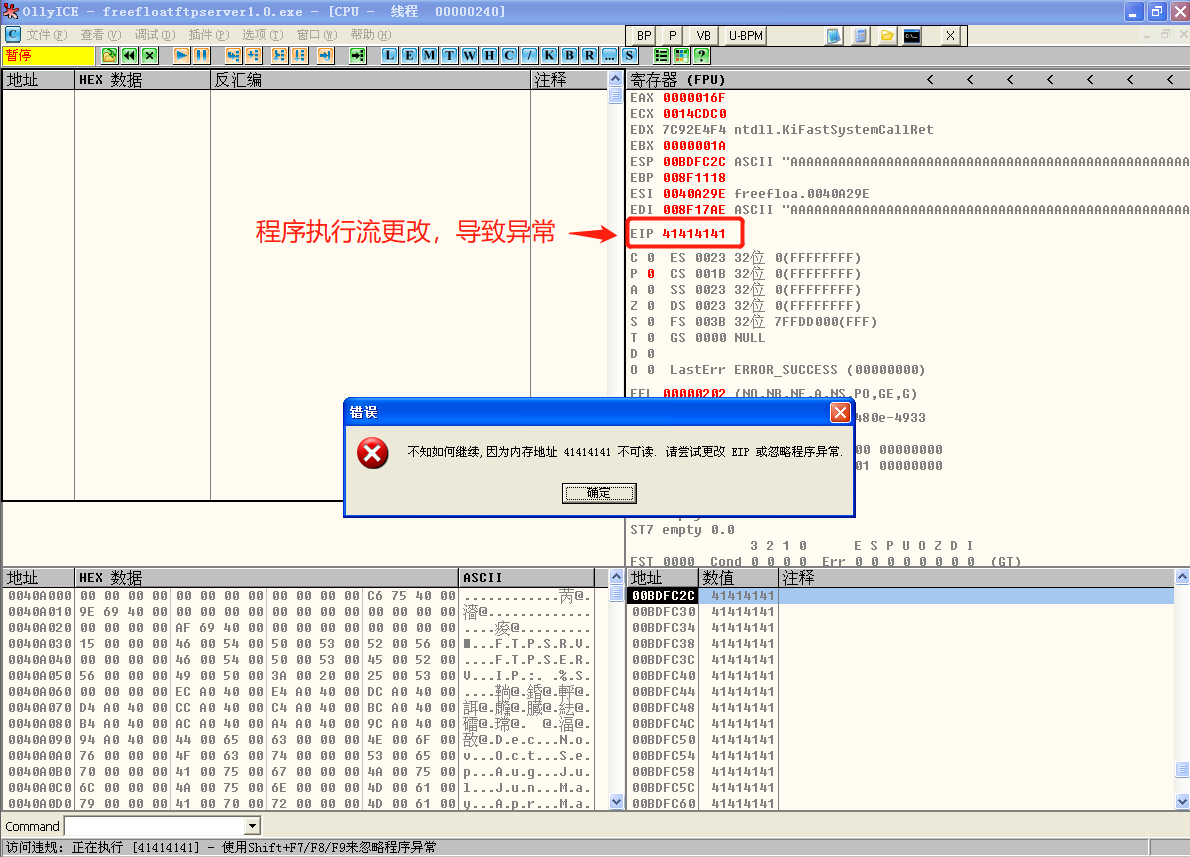 OllyICE - freefloatftpserver1.0.exe - [CPU - 线程 00000240]
文件(F) 查看(V) 调试(D) 插件(P) 选项(T) 窗口(W) 帮助(H) BP P VB U-BPM X
暂停 L E M T W H C / K B R ... S ?
地址 HEX 数据 反汇编 注释
寄存器 (FPU) < < < < < < <
EAX 0000016F
ECX 0014CDC0
EDX 7C92E4F4 ntdll.KiFastSystemCallRet
EBX 0000001A
ESP 00BDFC2C ASCII "AAAAAAAAAAAAAAAAAAAAAAAAAAAAAAAAAAAAAAAAAAAAAAAAAA
EBP 008F1118
ESI 0040A29E freefloa.0040A29E
EDI 008F17AE ASCII "AAAAAAAAAAAAAAAAAAAAAAAAAAAAAAAAAAAAAAAAAAAAAAAAAA
程序执行流更改，导致异常
EIP 41414141
C 0 ES 0023 32位 0(FFFFFFFF)
P 0 CS 001B 32位 0(FFFFFFFF)
A 0 SS 0023 32位 0(FFFFFFFF)
Z 0 DS 0023 32位 0(FFFFFFFF)
S 0 FS 003B 32位 7FFDD000(FFF)
T 0 GS 0000 NULL
D 0
O 0 LastErr ERROR_SUCCESS (00000000)
EFL 00000202 (NO,NB,NE,A,NS,PO,GE,G)
480e-4933
00 00000000
01 00000000
错误
不知如何继续,因为内存地址 41414141 不可读. 请尝试更改 EIP 或忽略程序异常.
确定
ST7 empty 0.0
3 2 1 0 E S P U O Z D I
FST 0000 Cond 0 0 0 0 Err 0 0 0 0 0 0 0 0 (GT)
地址 HEX 数据 ASCII
0040A000 00 00 00 00 00 00 00 00 00 00 00 00 C6 75 40 00 ............苒@.
0040A010 9E 69 40 00 00 00 00 00 00 00 00 00 00 00 00 00
0040A020 00 00 00 00 AF 69 40 00 00 00 00 00 00 00 00 00
0040A030 15 00 00 00 46 00 54 00 50 00 53 00 52 00 56 00 ■...F.T.P.S.R.V.
0040A040 00 00 00 00 46 00 54 00 50 00 53 00 45 00 52 00 ....F.T.P.S.E.R.
0040A050 56 00 00 00 49 00 50 00 3A 00 20 00 25 00 53 00 V...I.P.:. .%.S.
0040A060 00 00 00 00 EC A0 40 00 E4 A0 40 00 DC A0 40 00
0040A070 D4 A0 40 00 CC A0 40 00 C4 A0 40 00 BC A0 40 00
0040A080 B4 A0 40 00 AC A0 40 00 A4 A0 40 00 9C A0 40 00
0040A090 94 A0 40 00 44 00 65 00 63 00 00 00 4E 00 6F 00 敔@.D.e.c...N.o.
0040A0A0 76 00 00 00 4F 00 63 00 74 00 00 00 53 00 65 00 v...O.c.t...S.e.
0040A0B0 70 00 00 00 41 00 75 00 67 00 00 00 4A 00 75 00 p...A.u.g...J.u.
0040A0C0 6C 00 00 00 4A 00 75 00 6E 00 00 00 4D 00 61 00 l...J.u.n...M.a.
0040A0D0 79 00 00 00 41 00 70 00 72 00 00 00 4D 00 61 00 y...A.p.r...M.a.
地址 数值 注释
00BDFC2C 41414141
00BDFC30 41414141
00BDFC34 41414141
00BDFC38 41414141
00BDFC3C 41414141
00BDFC40 41414141
00BDFC44 41414141
00BDFC48 41414141
00BDFC4C 41414141
00BDFC50 41414141
00BDFC54 41414141
00BDFC58 41414141
00BDFC5C 41414141
00BDFC60 41414141
Command
访问违规: 正在执行 [41414141] - 使用Shift+F7/F8/F9来忽略程序异常